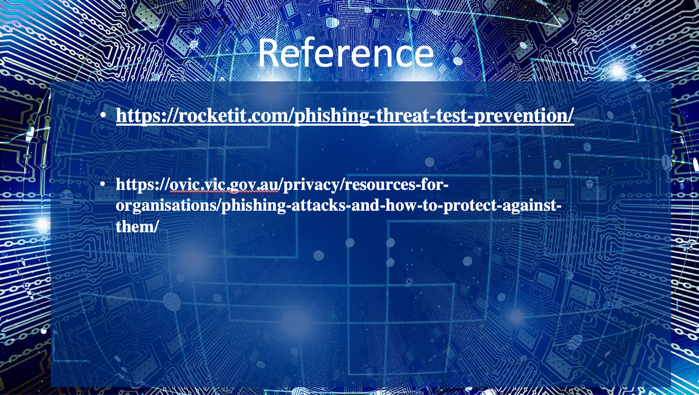 Reference
• https://rocketit.com/phishing-threat-test-prevention/
• https://ovic.vic.gov.au/privacy/resources-for-
organisations/phishing-attacks-and-how-to-protect-against-
them/